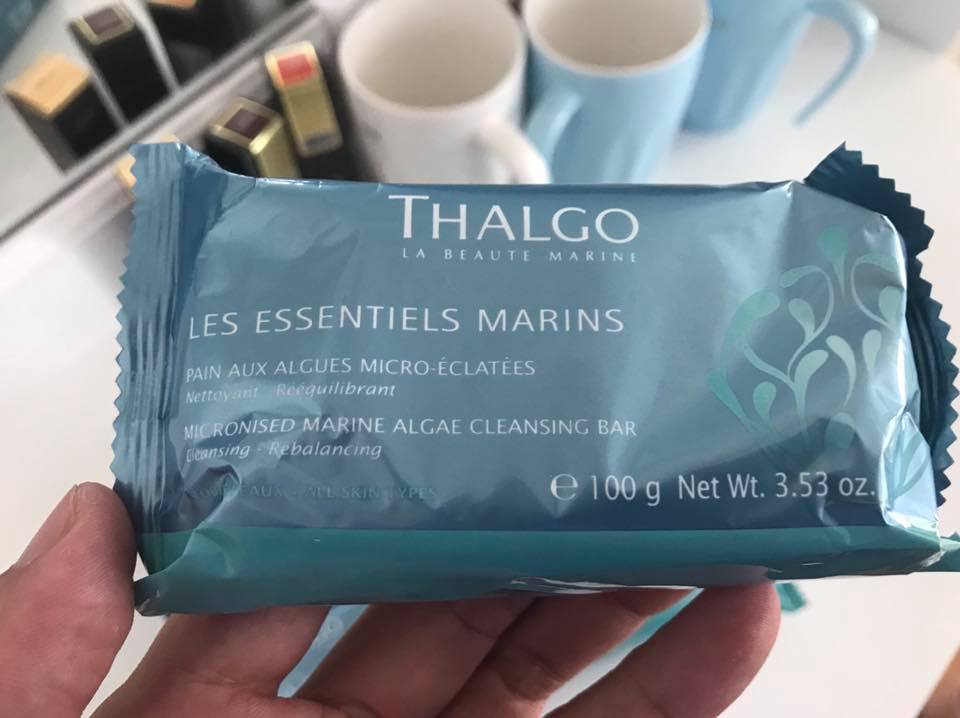 THALGO
LA BEAUTE MARINE
LES ESSENTIELS MARINS
PAIN AUX ALGUES MICRO-ÉCLATÉES
Nettoyant - Rééquilibrant
MICRONISED MARINE ALGAE CLEANSING BAR
Cleansing - Rebalancing
PEAUX - ALL SKIN TYPES
e 100 g Net Wt. 3.53 oz.